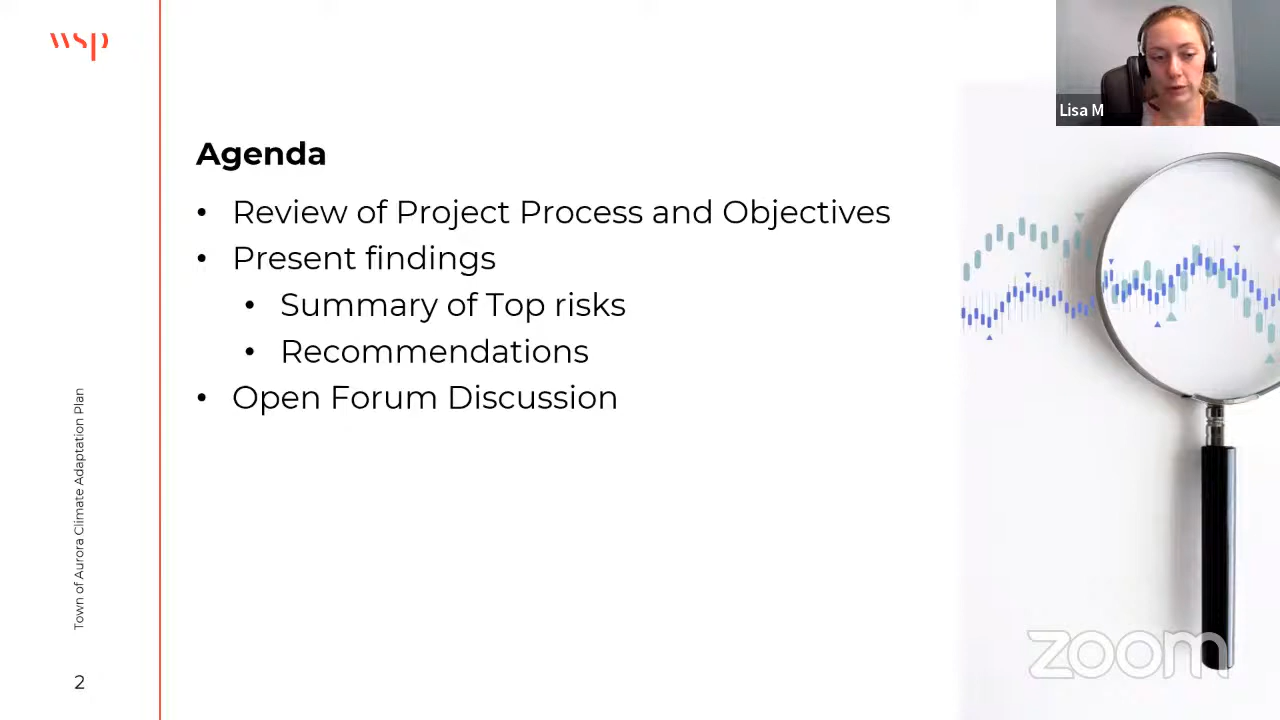 wsp
Lisa M
Agenda
• Review of Project Process and Objectives
• Present findings
• Summary of Top risks
• Recommendations
• Open Forum Discussion
Town of Aurora Climate Adaptation Plan
2
zoom